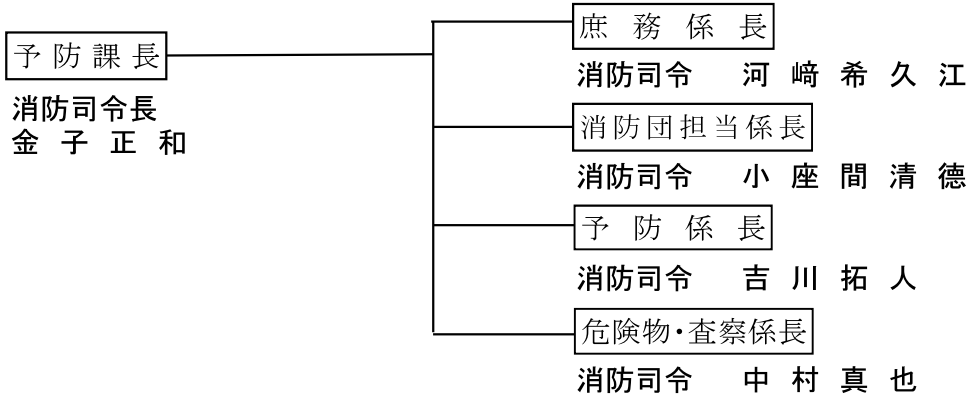 予防課長
消防司令長
金子正和
庶務係長
消防司令 河﨑希久江
消防団担当係長
消防司令 小座間清德
予防係長
消防司令 吉川拓人
危険物・査察係長
消防司令 中村真也